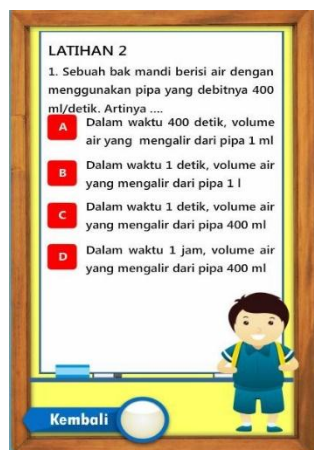 LATIHAN 2
1. Sebuah bak mandi berisi air dengan
menggunakan pipa yang debitnya 400
ml/detik. Artinya ....
A Dalam waktu 400 detik, volume
air yang mengalir dari pipa 1 ml
B Dalam waktu 1 detik, volume air
yang mengalir dari pipa 1 l
C Dalam waktu 1 detik, volume air
yang mengalir dari pipa 400 ml
D Dalam waktu 1 jam, volume air
yang mengalir dari pipa 400 ml
Kembali